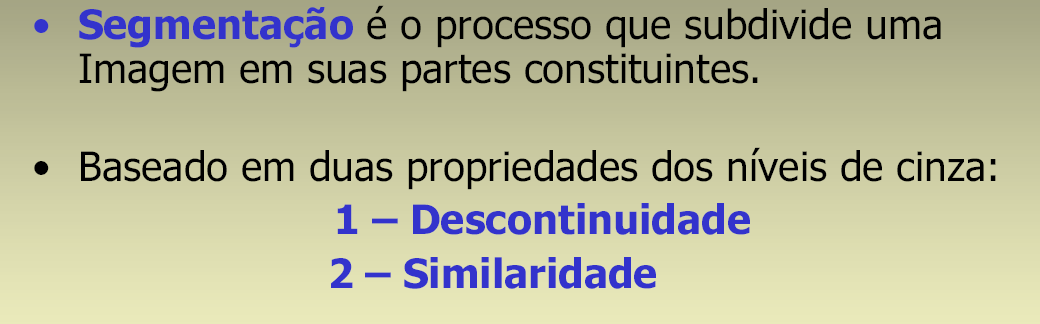 • Segmentação é o processo que subdivide uma
Imagem em suas partes constituintes.
• Baseado em duas propriedades dos níveis de cinza:
1 – Descontinuidade
2 – Similaridade